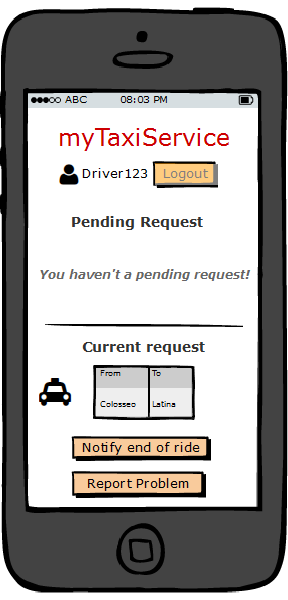 ABC 08:03 PM
myTaxiService
Driver123 Logout
Pending Request
You haven't a pending request!
Current request
From To
Colosseo Latina
Notify end of ride
Report Problem